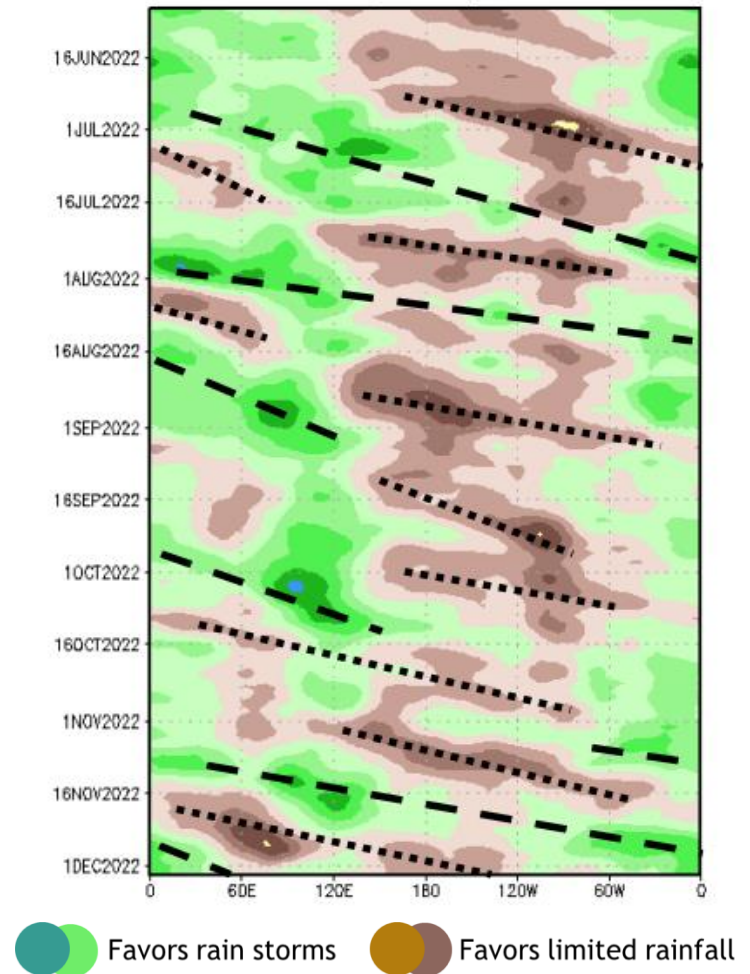 16JUN2022
1JUL2022
16JUL2022
1AUG2022
16AUG2022
1SEP2022
16SEP2022
1OCT2022
16OCT2022
1NOV2022
16NOV2022
1DEC2022
0 60E 120E 180 120W 60W 0
Favors rain storms Favors limited rainfall